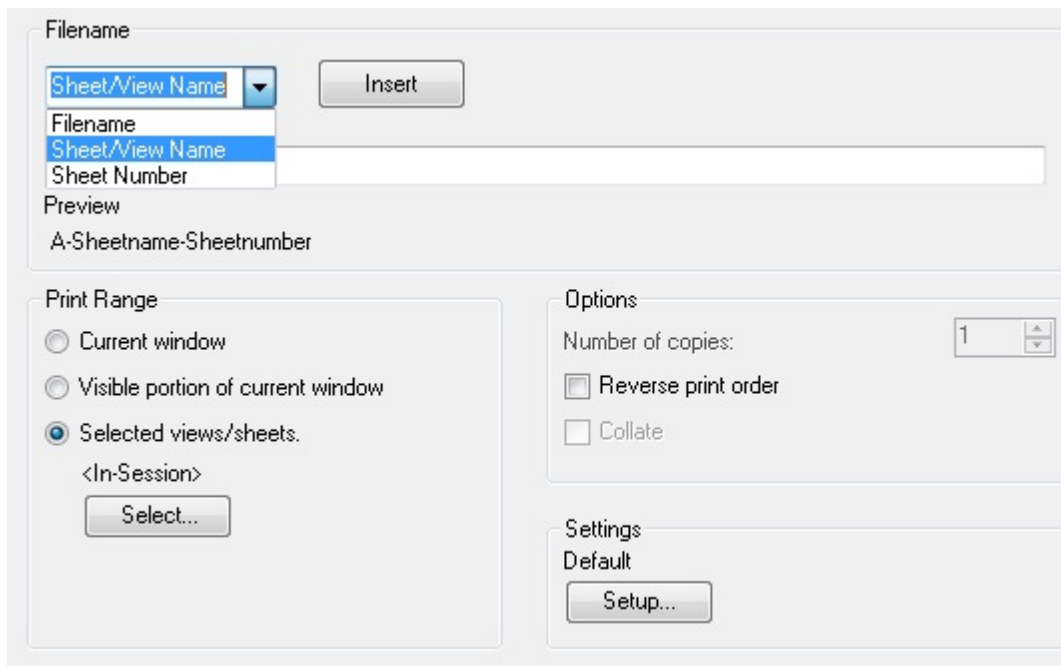 Filename
Sheet/View Name
Insert
Filename
Sheet/View Name
Sheet Number
Preview
A-Sheetname-Sheetnumber
Print Range
Current window
Visible portion of current window
Selected views/sheets.
<In-Session>
Select...
Options
Number of copies:
1
Reverse print order
Collate
Settings
Default
Setup...